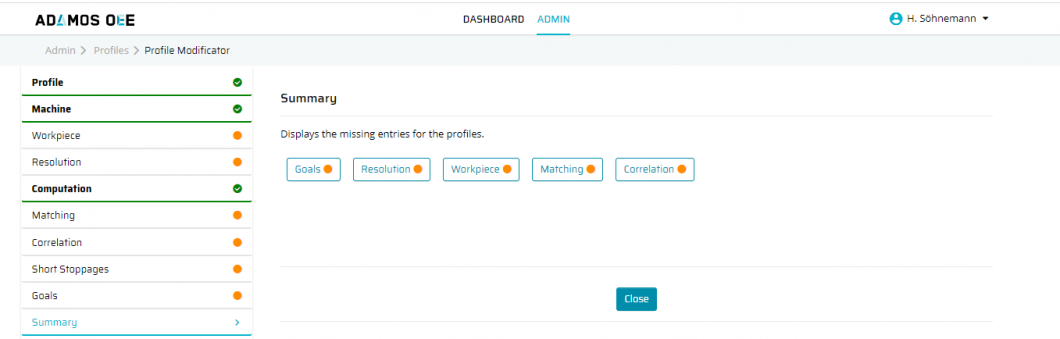 ADAMOS OEE DASHBOARD ADMIN H. Söhnemann
Admin > Profiles > Profile Modificator
Profile
Machine
Workpiece
Resolution
Computation
Matching
Correlation
Short Stoppages
Goals
Summary
Summary
Displays the missing entries for the profiles.
Goals Resolution Workpiece Matching Correlation
Close